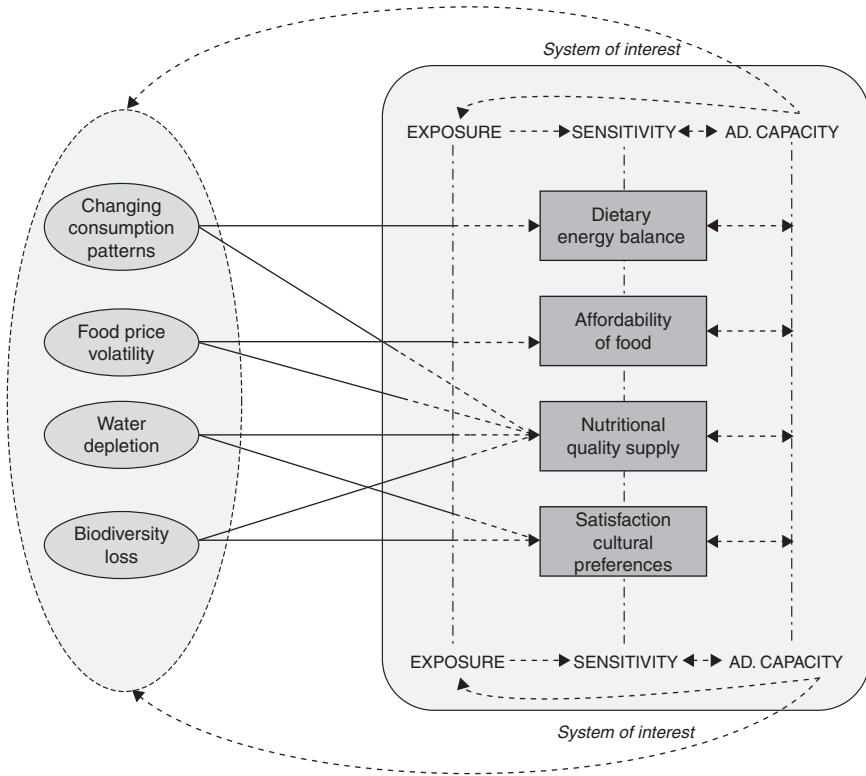 System of interest
EXPOSURE
SENSITIVITY
AD. CAPACITY
Changing
consumption
patterns
Dietary
energy balance
Food price
volatility
Affordability
of food
Water
depletion
Nutritional
quality supply
Biodiversity
loss
Satisfaction
cultural
preferences
EXPOSURE
SENSITIVITY
AD. CAPACITY
System of interest